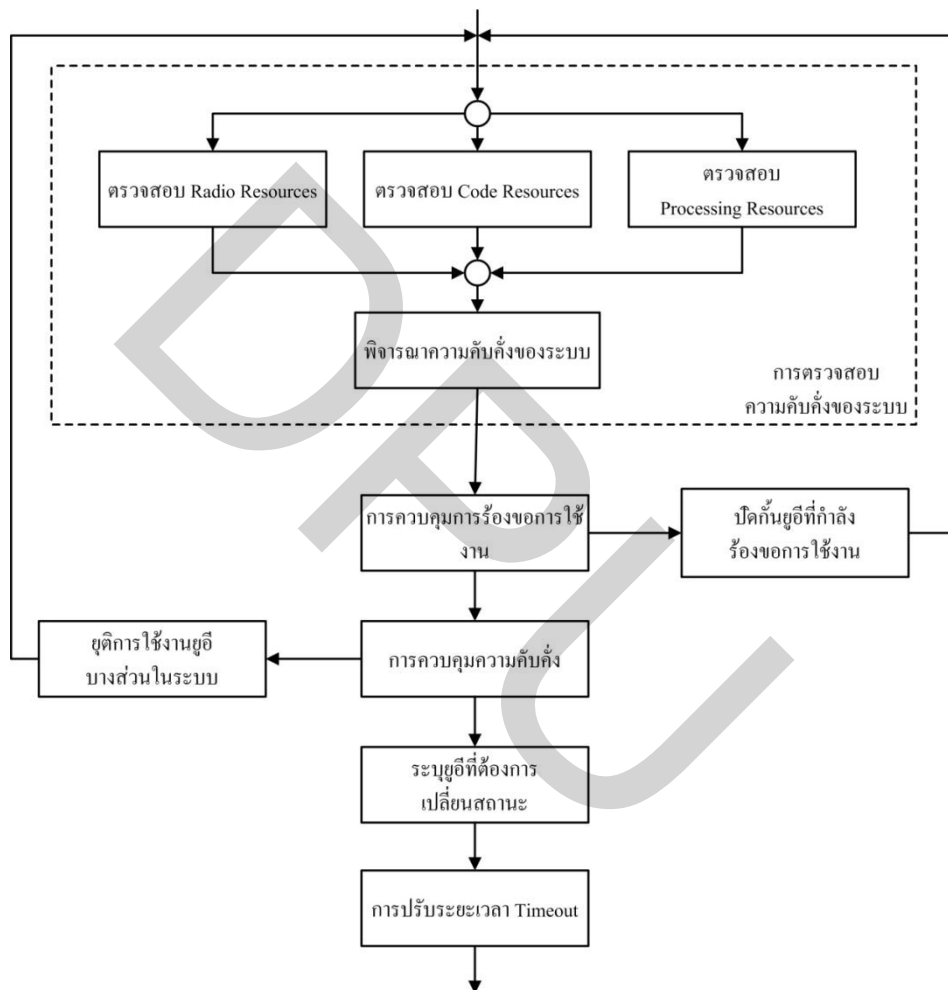 ตรวจสอบ Radio Resources
ตรวจสอบ Code Resources
ตรวจสอบ
Processing Resources
พิจารณาความคับคั่งของระบบ
การตรวจสอบ
ความคับคั่งของระบบ
การควบคุมการร้องขอการใช้
งาน
ปิดกั้นยูอีที่กำลัง
ร้องขอการใช้งาน
ยุติการใช้งานยูอี
บางส่วนในระบบ
การควบคุมความคับคั่ง
ระบุยูอีที่ต้องการ
เปลี่ยนสถานะ
การปรับระยะเวลา Timeout
DPU